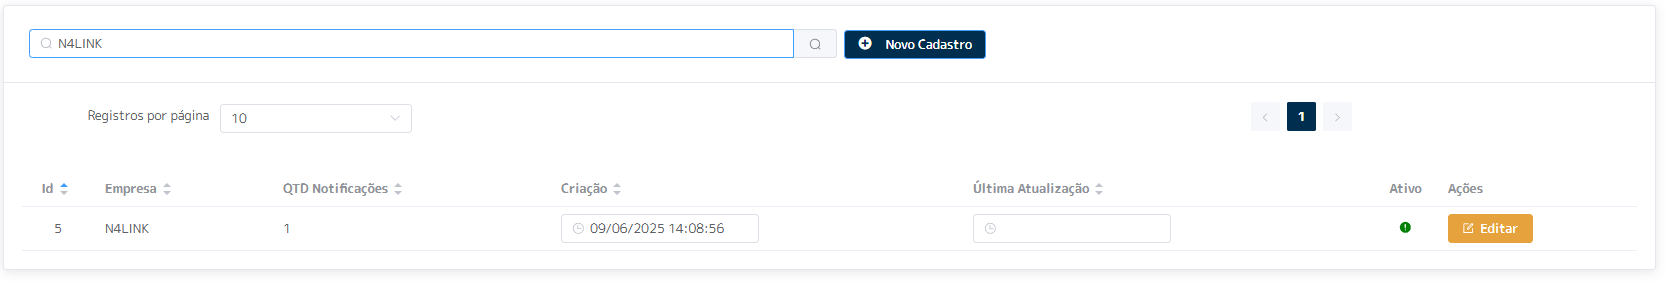 N4LINK
Novo Cadastro
Registros por página
10
1
Id Empresa QTD Notificações Criação Última Atualização Ativo Ações
5 N4LINK 1 09/06/2025 14:08:56 Editar